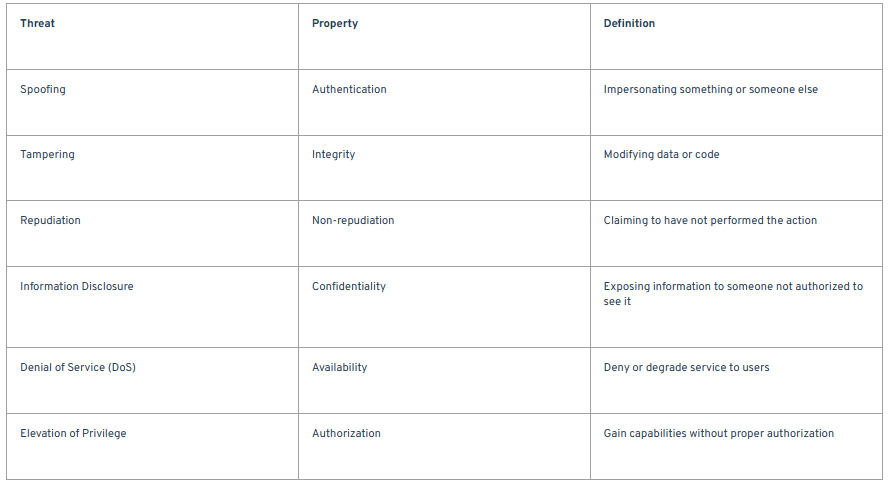 Threat Property Definition
Spoofing Authentication Impersonating something or someone else
Tampering Integrity Modifying data or code
Repudiation Non-repudiation Claiming to have not performed the action
Information Disclosure Confidentiality Exposing information to someone not authorized to
see it
Denial of Service (DoS) Availability Deny or degrade service to users
Elevation of Privilege Authorization Gain capabilities without proper authorization